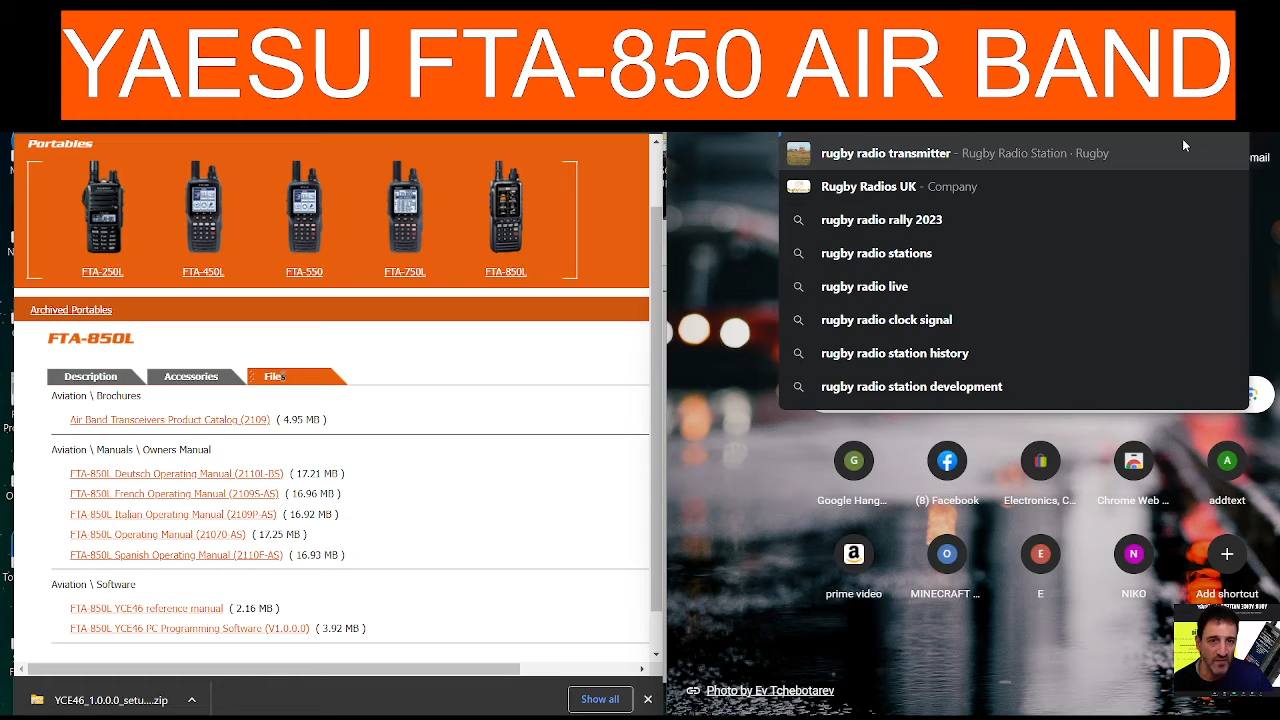 YAESU FTA-850 AIR BAND
Portables
FTA-250L
FTA-450L
FTA-550
FTA-750L
FTA-850L
Archived Portables
FTA-850L
Description
Accessories
Files
Aviation \ Brochures
Air Band Transceivers Product Catalog (2109) ( 4.95 MB )
Aviation \ Manuals \ Owners Manual
FTA-850L Deutsch Operating Manual (2110L-BS) ( 17.21 MB )
FTA-850L French Operating Manual (2109S-AS) ( 16.96 MB )
FTA-850L Italian Operating Manual (2109P-AS) ( 16.92 MB )
FTA-850L Operating Manual (2107O-AS) ( 17.25 MB )
FTA-850L Spanish Operating Manual (2110F-AS) ( 16.93 MB )
Aviation \ Software
FTA-850L YCE46 reference manual ( 2.16 MB )
FTA-850L YCE46 PC Programming Software (V1.0.0.0) ( 3.92 MB )
YCE46_1.0.0.0_setu....zip
Show all
rugby radio transmitter - Rugby Radio Station · Rugby
Rugby Radios UK - Company
rugby radio rally 2023
rugby radio stations
rugby radio live
rugby radio clock signal
rugby radio station history
rugby radio station development
mail
G
A
Google Hang...
(8) Facebook
Electronics, C...
Chrome Web ...
addtext
a
O
E
N
prime video
MINECRAFT ...
E
NIKO
Add shortcut
Photo by Ev Tchebotarev